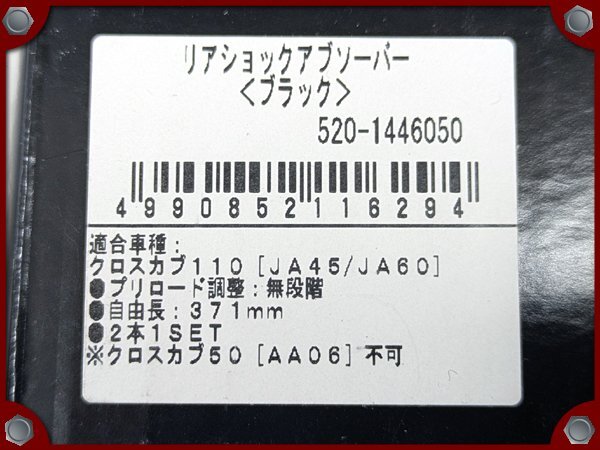 リアショックアブソーバー
<ブラック>
520-1446050
4990852116294
適合車種：
クロスカブ110 [JA45/JA60]
●プリロード調整：無段階
●自由長：371mm
●2本1SET
※クロスカブ50 [AA06] 不可